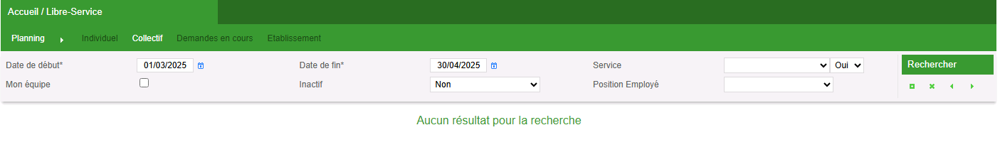 Accueil / Libre-Service
Planning Individuel Collectif Demandes en cours Etablissement
Date de début* 01/03/2025 Date de fin* 30/04/2025 Service Oui Rechercher
Mon équipe Inactif Non Position Employé
Aucun résultat pour la recherche